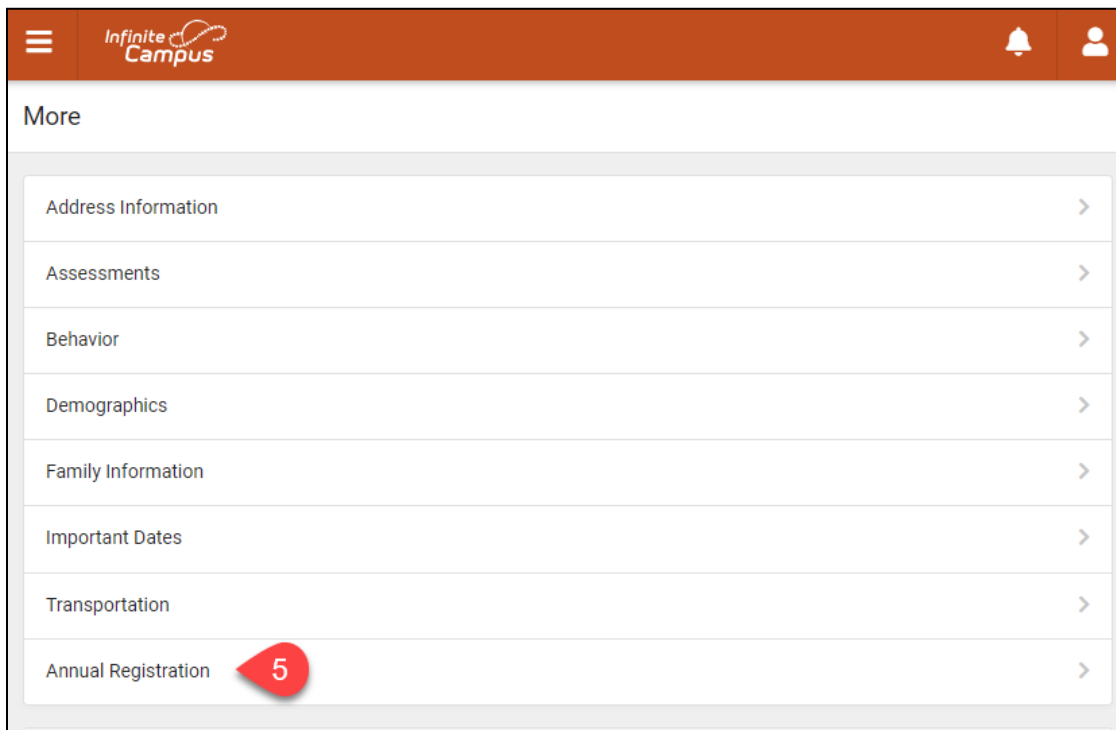 Infinite
Campus
More
Address Information
Assessments
Behavior
Demographics
Family Information
Important Dates
Transportation
Annual Registration 5